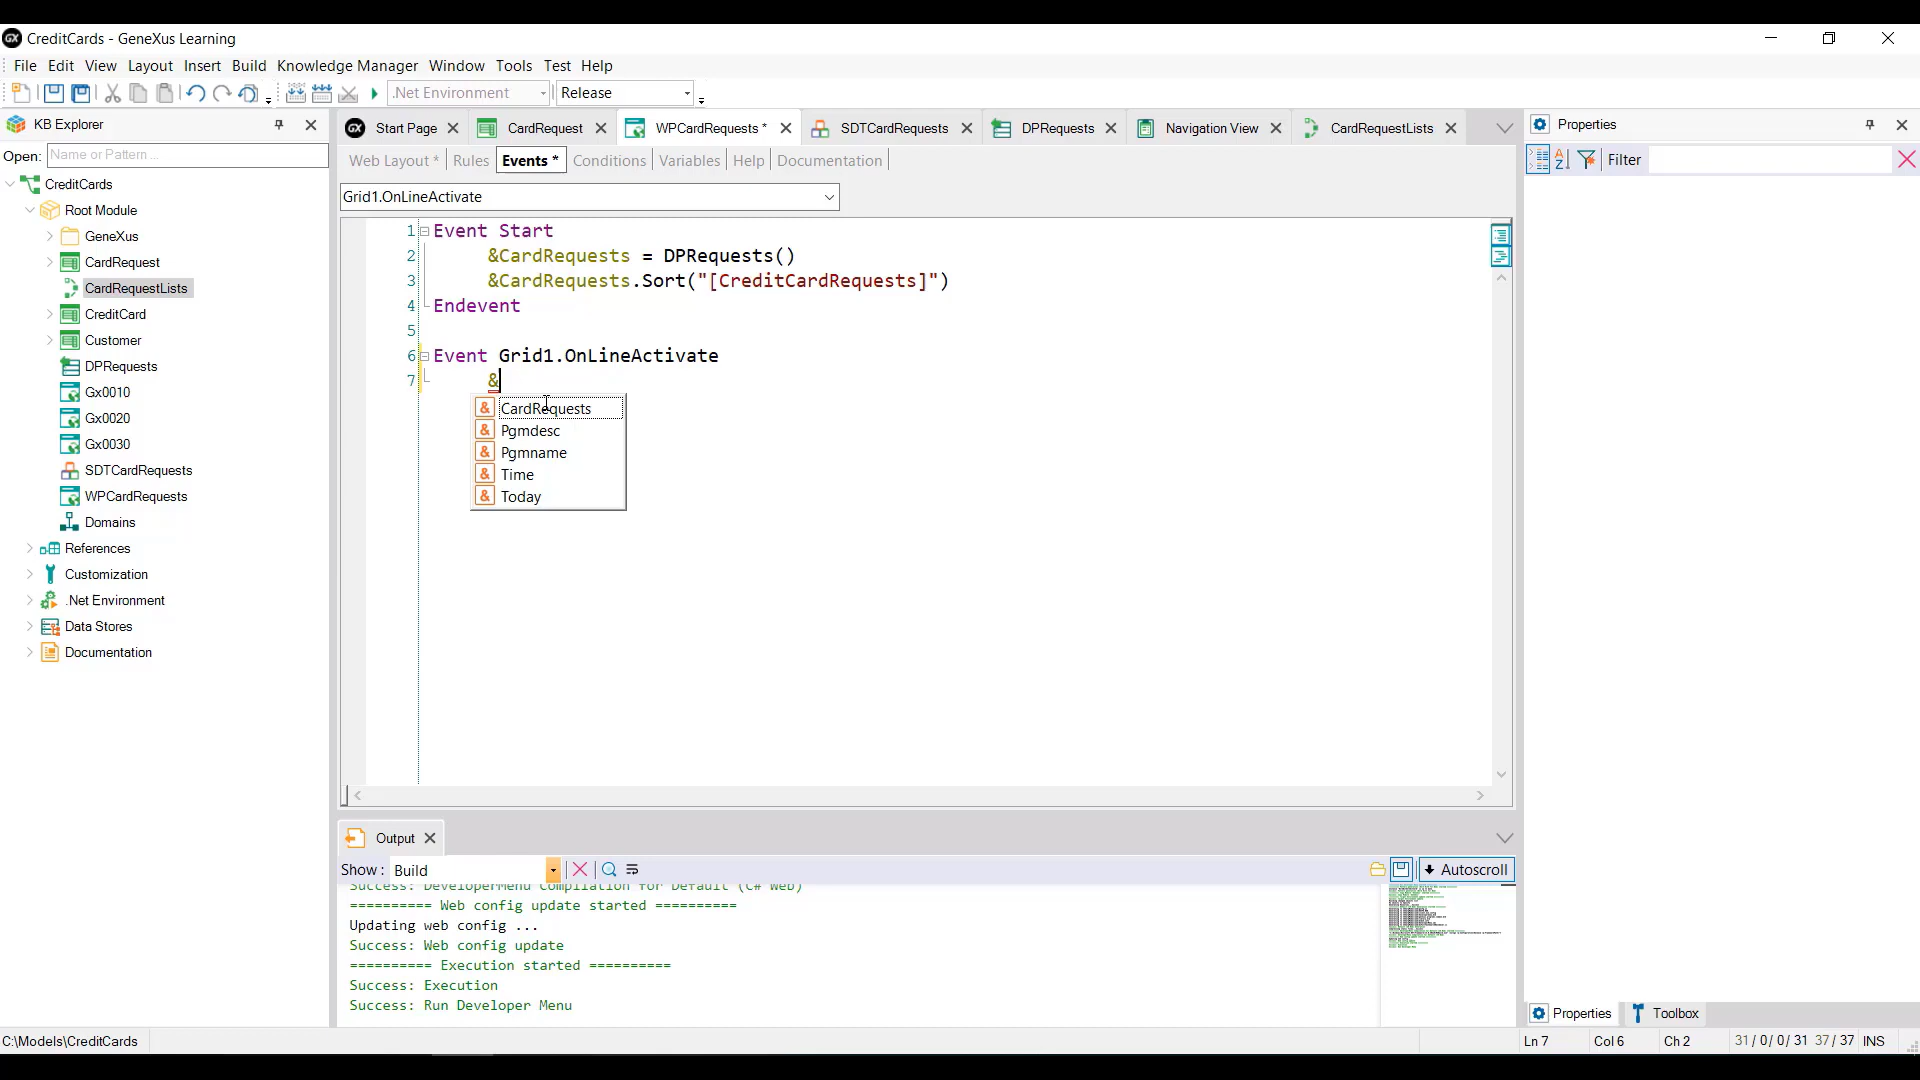 CreditCards - GeneXus Learning
File Edit View Layout Insert Build Knowledge Manager Window Tools Test Help
.Net Environment Release
KB Explorer
Open: Name or Pattern ...
CreditCards
Root Module
GeneXus
CardRequest
CardRequestLists
CreditCard
Customer
DPRequests
Gx0010
Gx0020
Gx0030
SDTCardRequests
WPCardRequests
Domains
References
Customization
.Net Environment
Data Stores
Documentation
Start Page CardRequest WPCardRequests * SDTCardRequests DPRequests Navigation View CardRequestLists
Web Layout * Rules Events * Conditions Variables Help Documentation
Grid1.OnLineActivate
1 Event Start
2 &CardRequests = DPRequests()
3 &CardRequests.Sort("[CreditCardRequests]")
4 Endevent
5
6 Event Grid1.OnLineActivate
7 &
& CardRequests
& Pgmdesc
& Pgmname
& Time
& Today
Output
Show : Build Autoscroll
Success: DeveloperMenu Compilation for Default (C# Web)
========== Web config update started ==========
Updating web config ...
Success: Web config update
========== Execution started ==========
Success: Execution
Success: Run Developer Menu
Properties
Filter
Properties Toolbox
C:\Models\CreditCards Ln 7 Col 6 Ch 2 31 / 0/ 0/ 31 37 / 37 INS